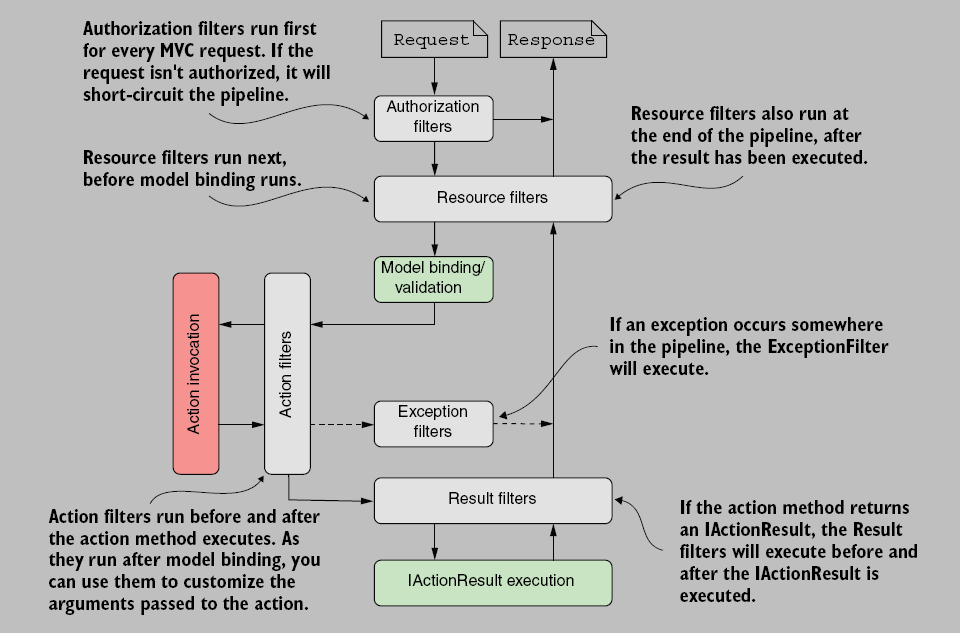 Authorization filters run first
for every MVC request. If the
request isn't authorized, it will
short-circuit the pipeline.
Request
Response
Authorization
filters
Resource filters also run at
the end of the pipeline, after
the result has been executed.
Resource filters run next,
before model binding runs.
Resource filters
Model binding/
validation
Action invocation
Action filters
If an exception occurs somewhere
in the pipeline, the ExceptionFilter
will execute.
Exception
filters
Result filters
Action filters run before and after
the action method executes. As
they run after model binding, you
can use them to customize the
arguments passed to the action.
If the action method returns
an IActionResult, the Result
filters will execute before and
after the IActionResult is
executed.
IActionResult execution